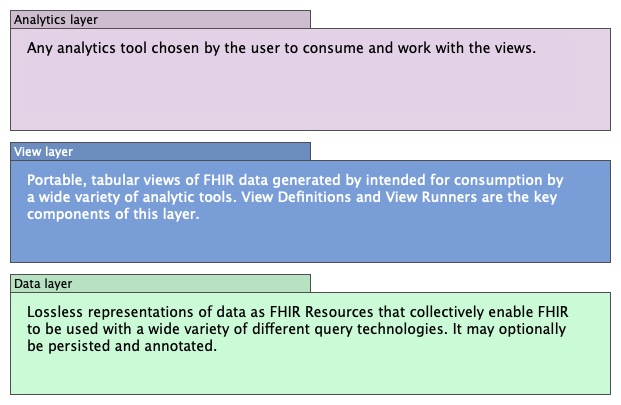 Analytics layer
Any analytics tool chosen by the user to consume and work with the views.
View layer
Portable, tabular views of FHIR data generated by intended for consumption by
a wide variety of analytic tools. View Definitions and View Runners are the key
components of this layer.
Data layer
Lossless representations of data as FHIR Resources that collectively enable FHIR
to be used with a wide variety of different query technologies. It may optionally
be persisted and annotated.